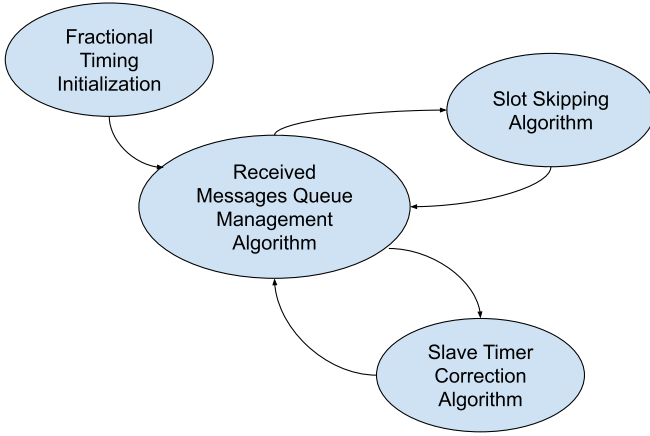 Fractional
Timing
Initialization
Slot Skipping
Algorithm
Received
Messages Queue
Management
Algorithm
Slave Timer
Correction
Algorithm